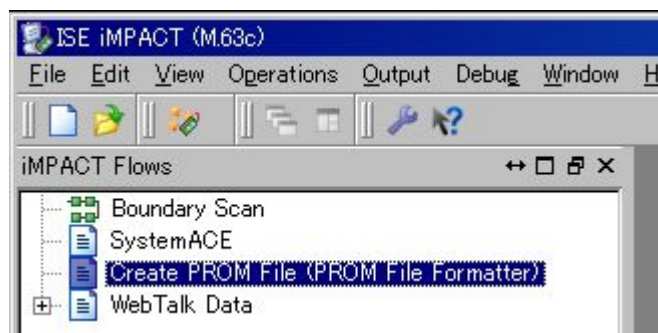 ISE iMPACT (M.63c)
File Edit View Operations Output Debug Window H
iMPACT Flows
Boundary Scan
SystemACE
Create PROM File (PROM File Formatter)
WebTalk Data